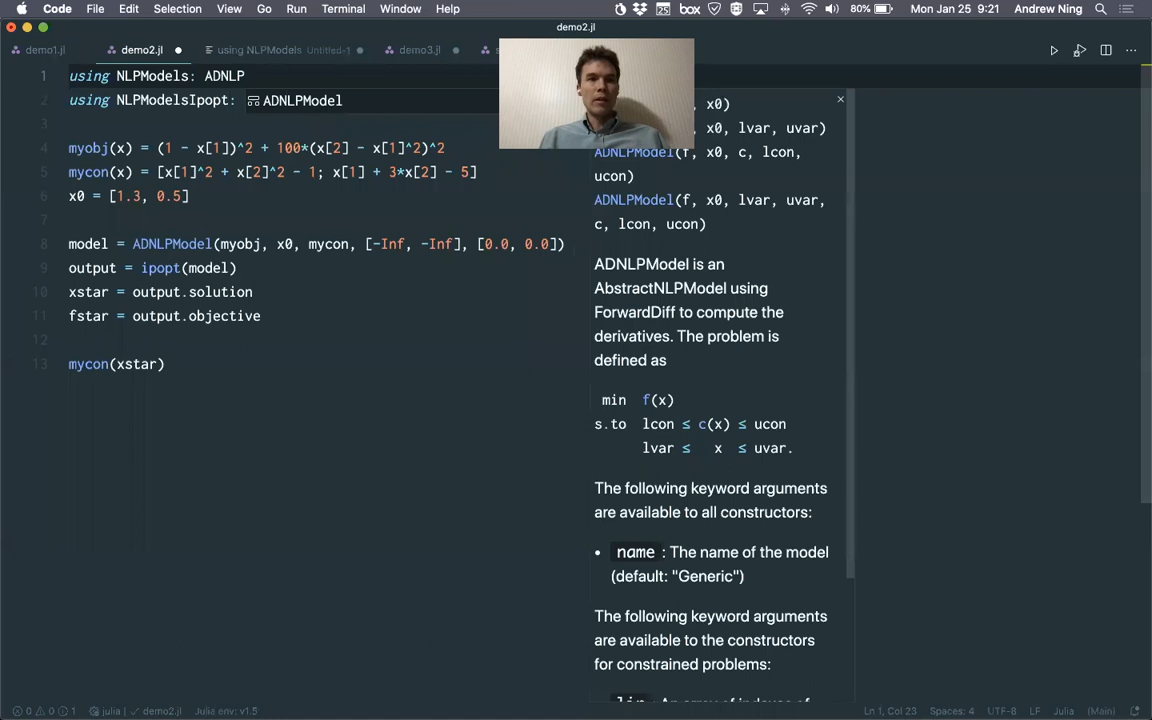 Code File Edit Selection View Go Run Terminal Window Help 25 box 80% Mon Jan 25 9:21 Andrew Ning
demo2.jl
demo1.jl demo2.jl using NLPModels Untitled-1 demo3.jl
1 using NLPModels: ADNLP
2 using NLPModelsIpopt: ADNLPModel
3
4 myobj(x) = (1 - x[1])^2 + 100*(x[2] - x[1]^2)^2
5 mycon(x) = [x[1]^2 + x[2]^2 - 1; x[1] + 3*x[2] - 5]
6 x0 = [1.3, 0.5]
7
8 model = ADNLPModel(myobj, x0, mycon, [-Inf, -Inf], [0.0, 0.0])
9 output = ipopt(model)
10 xstar = output.solution
11 fstar = output.objective
12
13 mycon(xstar)
, x0)
, x0, lvar, uvar)
ADNLPModel(f, x0, c, lcon,
ucon)
ADNLPModel(f, x0, lvar, uvar,
c, lcon, ucon)
ADNLPModel is an
AbstractNLPModel using
ForwardDiff to compute the
derivatives. The problem is
defined as
min f(x)
s.to lcon ≤ c(x) ≤ ucon
lvar ≤ x ≤ uvar.
The following keyword arguments
are available to all constructors:
• name : The name of the model
(default: "Generic")
The following keyword arguments
are available to the constructors
for constrained problems:
0 0 1 julia demo2.jl Julia env: v1.5 Ln 1, Col 23 Spaces: 4 UTF-8 LF Julia (Main)